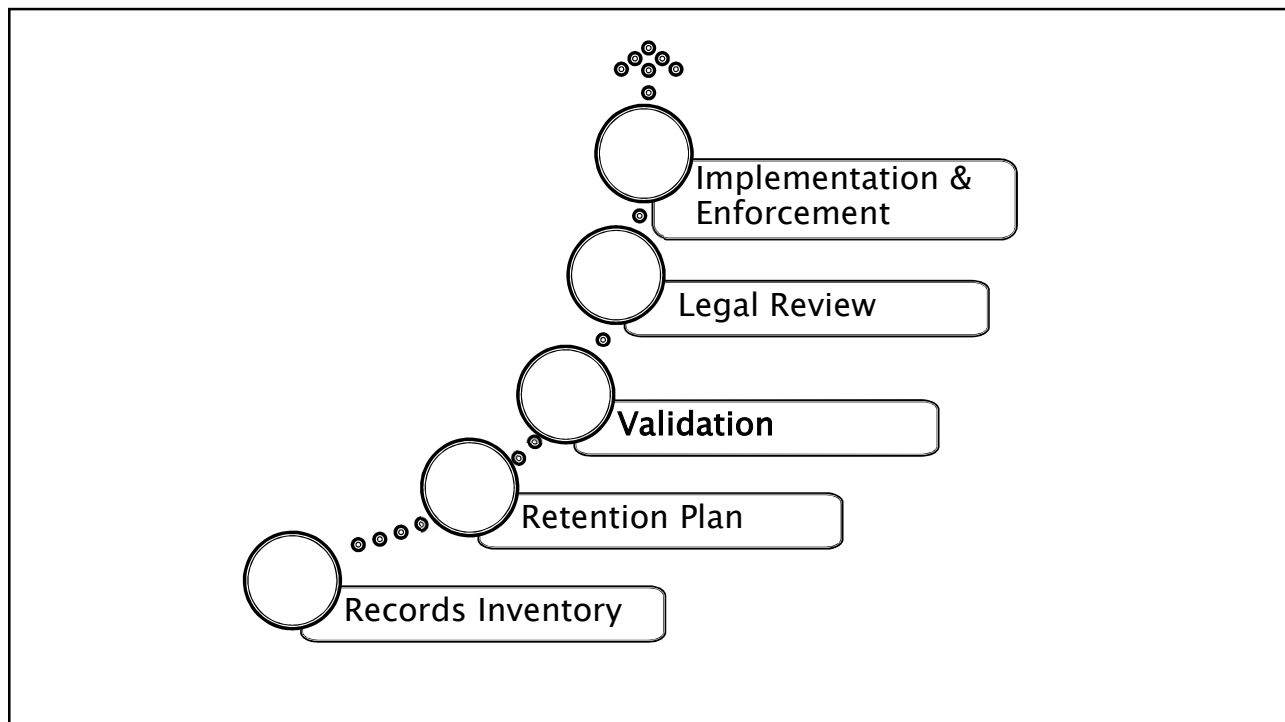 Implementation &
Enforcement
Legal Review
Validation
Retention Plan
Records Inventory